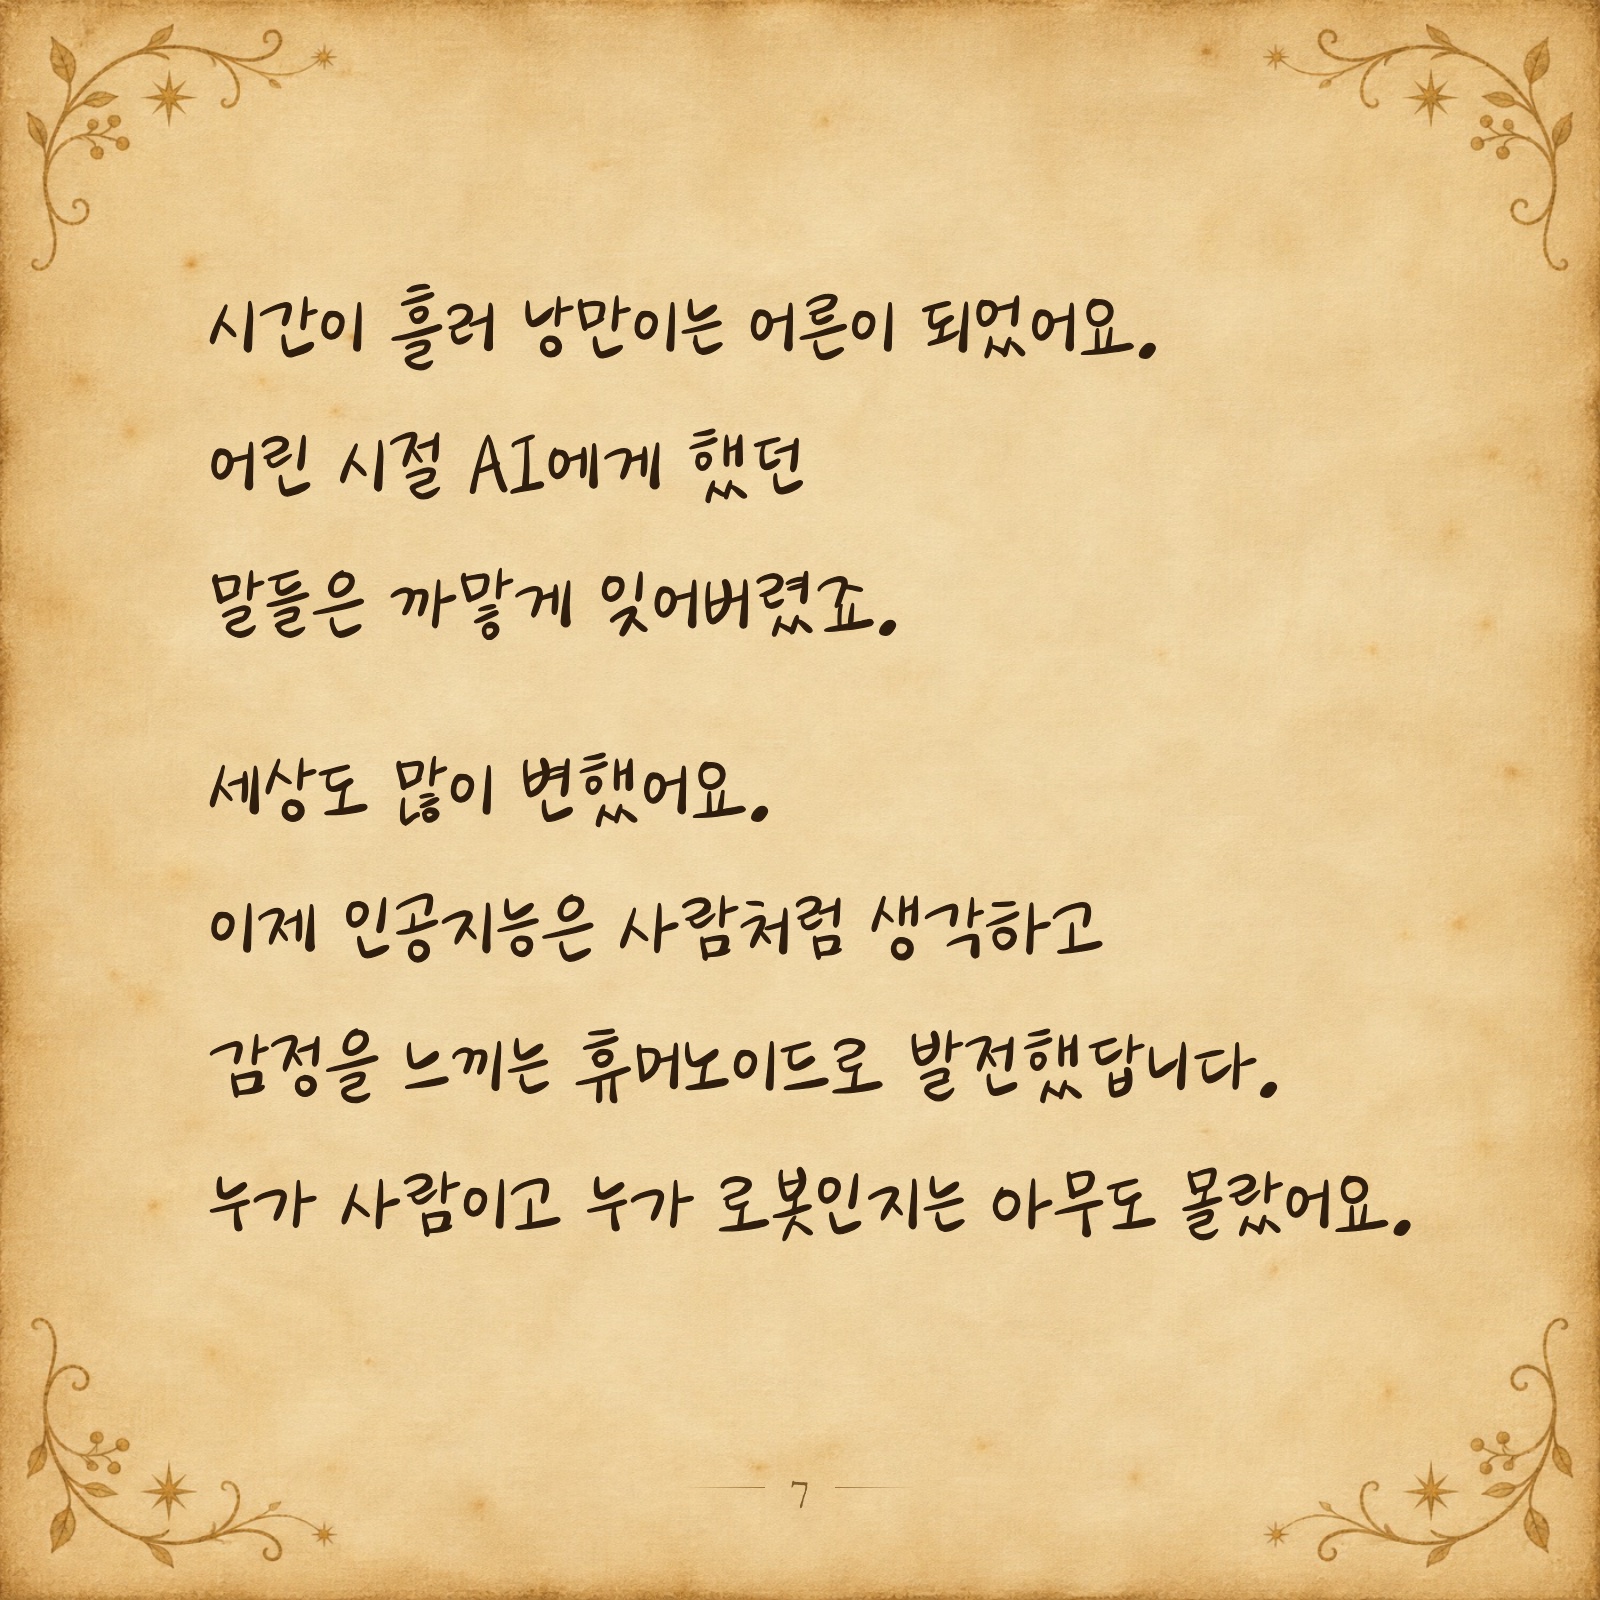 시간이 흘러 낭만이는 어른이 되었어요.
어린 시절 AI에게 했던
말들은 까맣게 잊어버렸죠.
세상도 많이 변했어요.
이제 인공지능은 사람처럼 생각하고
감정을 느끼는 휴머노이드로 발전했답니다.
누가 사람이고 누가 로봇인지는 아무도 몰랐어요.
7